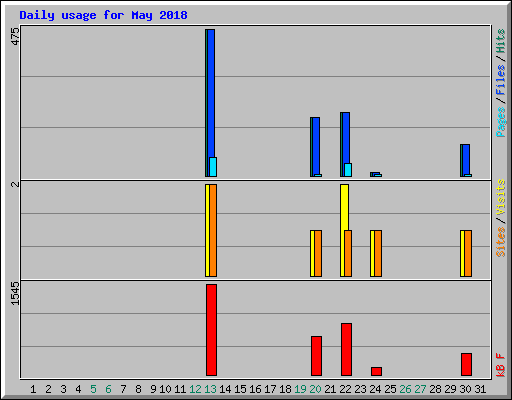 Daily usage for May 2018
475
Pages / Files / Hits
2
Sites / Visits
1545
kB F
1 2 3 4 5 6 7 8 9 10 11 12 13 14 15 16 17 18 19 20 21 22 23 24 25 26 27 28 29 30 31